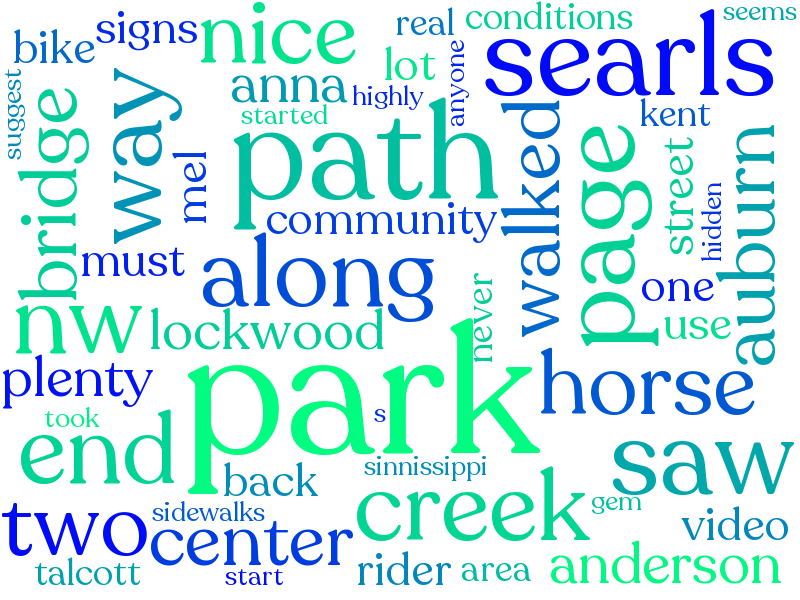 bike
signs
nice
real
conditions
seems
suggest
way
anna
lot
highly
anyone
searls
started
kent
bridge
mel
path
community
walked
page
street
hidden
auburn
must
along
never
one
use
nw
lockwood
plenty
park
horse
took
s
end
back
sinnissippi
saw
two
sidewalks
center
creek
gem
video
talcott
start
rider
area
anderson